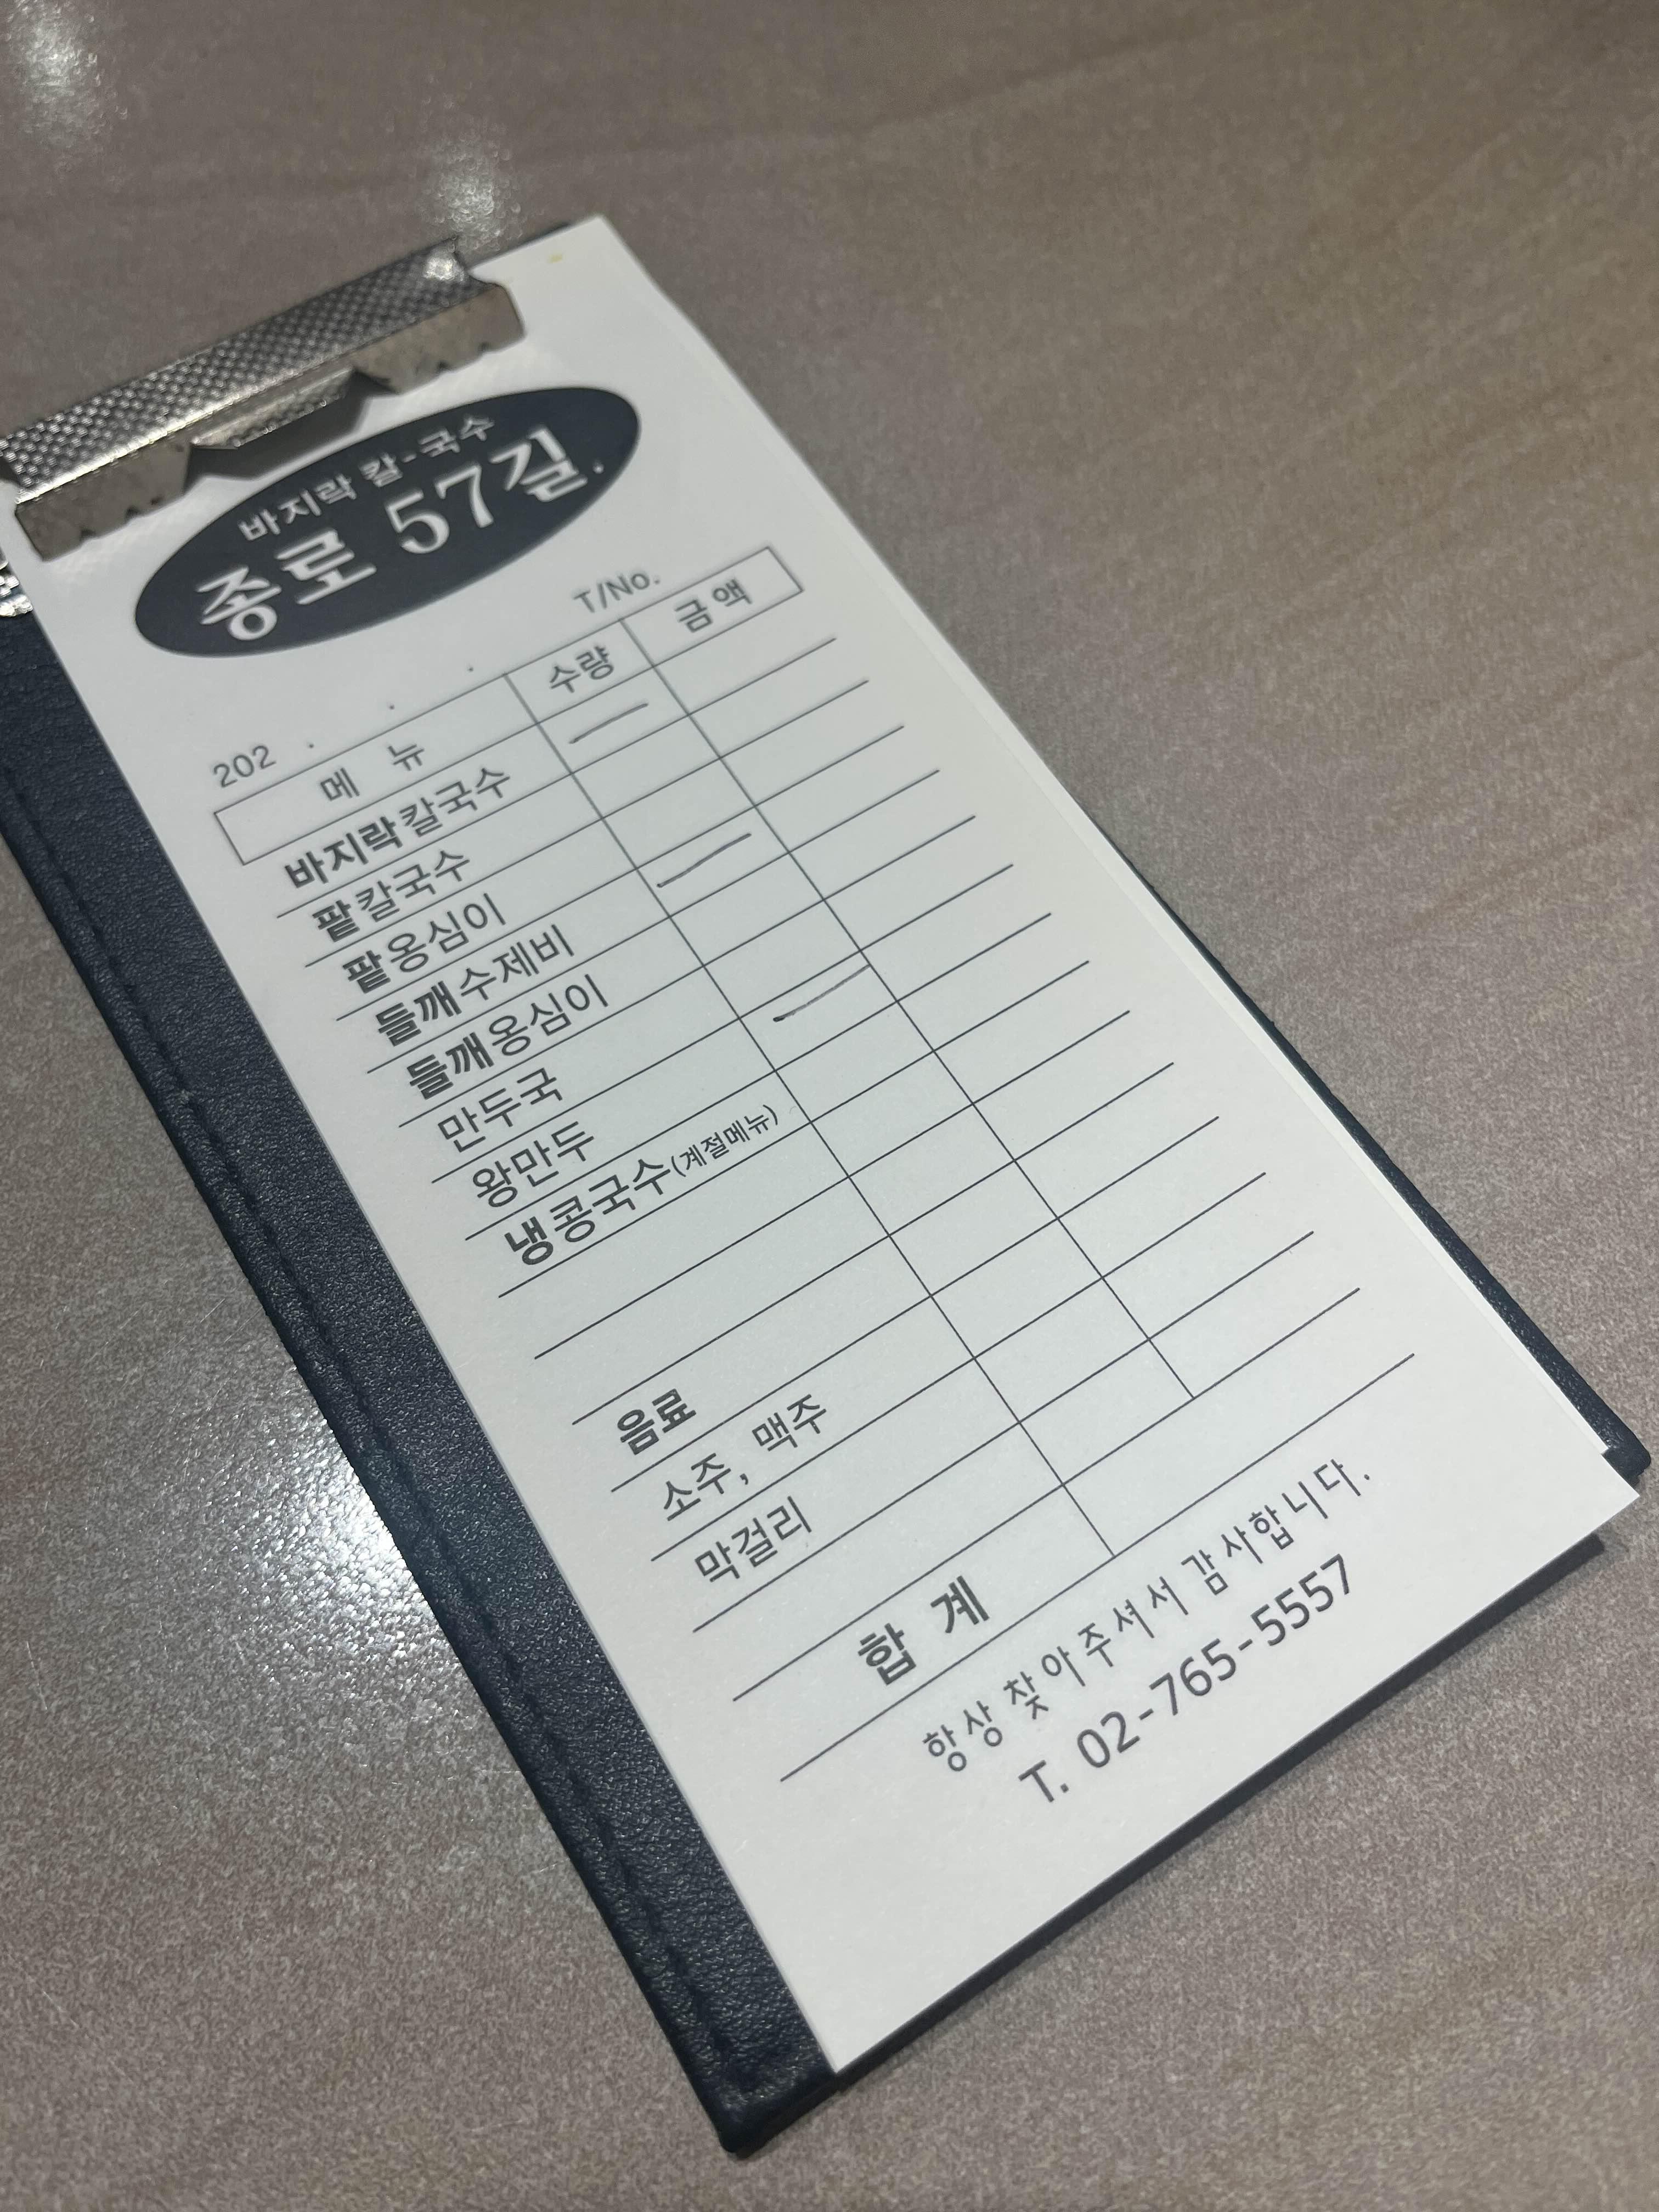 바지락 칼-국수
종로 57길.
T/No.
202 . . .
메 뉴 수량 금액
바지락칼국수 一
팥칼국수
팥옹심이
들깨수제비 一
들깨옹심이
만두국
왕만두 一
냉콩국수(계절메뉴)
음료
소주, 맥주
막걸리
합 계
항상 찾아주셔서 감사합니다.
T. 02-765-5557